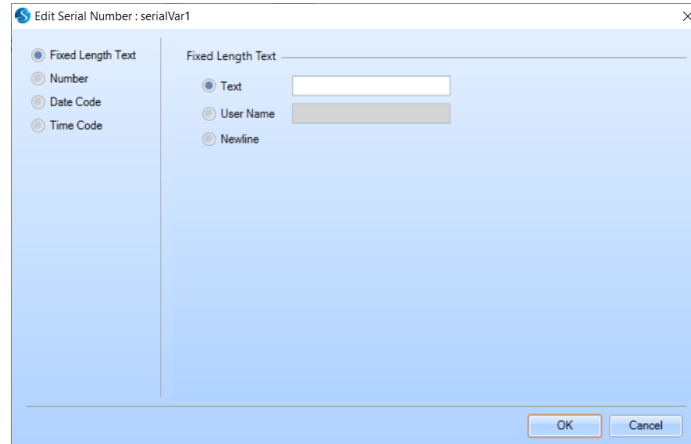 Edit Serial Number : serialVar1
Fixed Length Text
Number
Date Code
Time Code
Fixed Length Text
Text
User Name
Newline
OK
Cancel